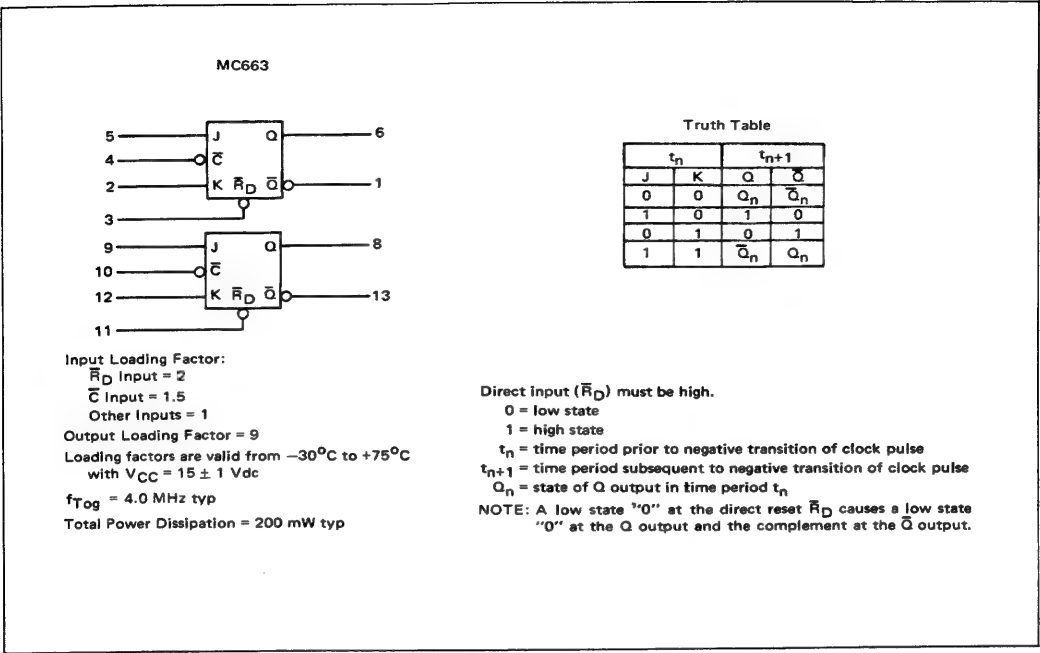 MC663
5 J Q 6
4 C̅
2 K R̅D Q̅ 1
3
9 J Q 8
10 C̅
12 K R̅D Q̅ 13
11
Input Loading Factor:
R̅D Input = 2
C̅ Input = 1.5
Other Inputs = 1
Output Loading Factor = 9
Loading factors are valid from −30°C to +75°C
with VCC = 15 ± 1 Vdc
fTog = 4.0 MHz typ
Total Power Dissipation = 200 mW typ
Truth Table
tn tn+1
J K Q Q̅
0 0 Qn Q̅n
1 0 1 0
0 1 0 1
1 1 Q̅n Qn
Direct input (R̅D) must be high.
0 = low state
1 = high state
tn = time period prior to negative transition of clock pulse
tn+1 = time period subsequent to negative transition of clock pulse
Qn = state of Q output in time period tn
NOTE: A low state "0" at the direct reset R̅D causes a low state
"0" at the Q output and the complement at the Q̅ output.